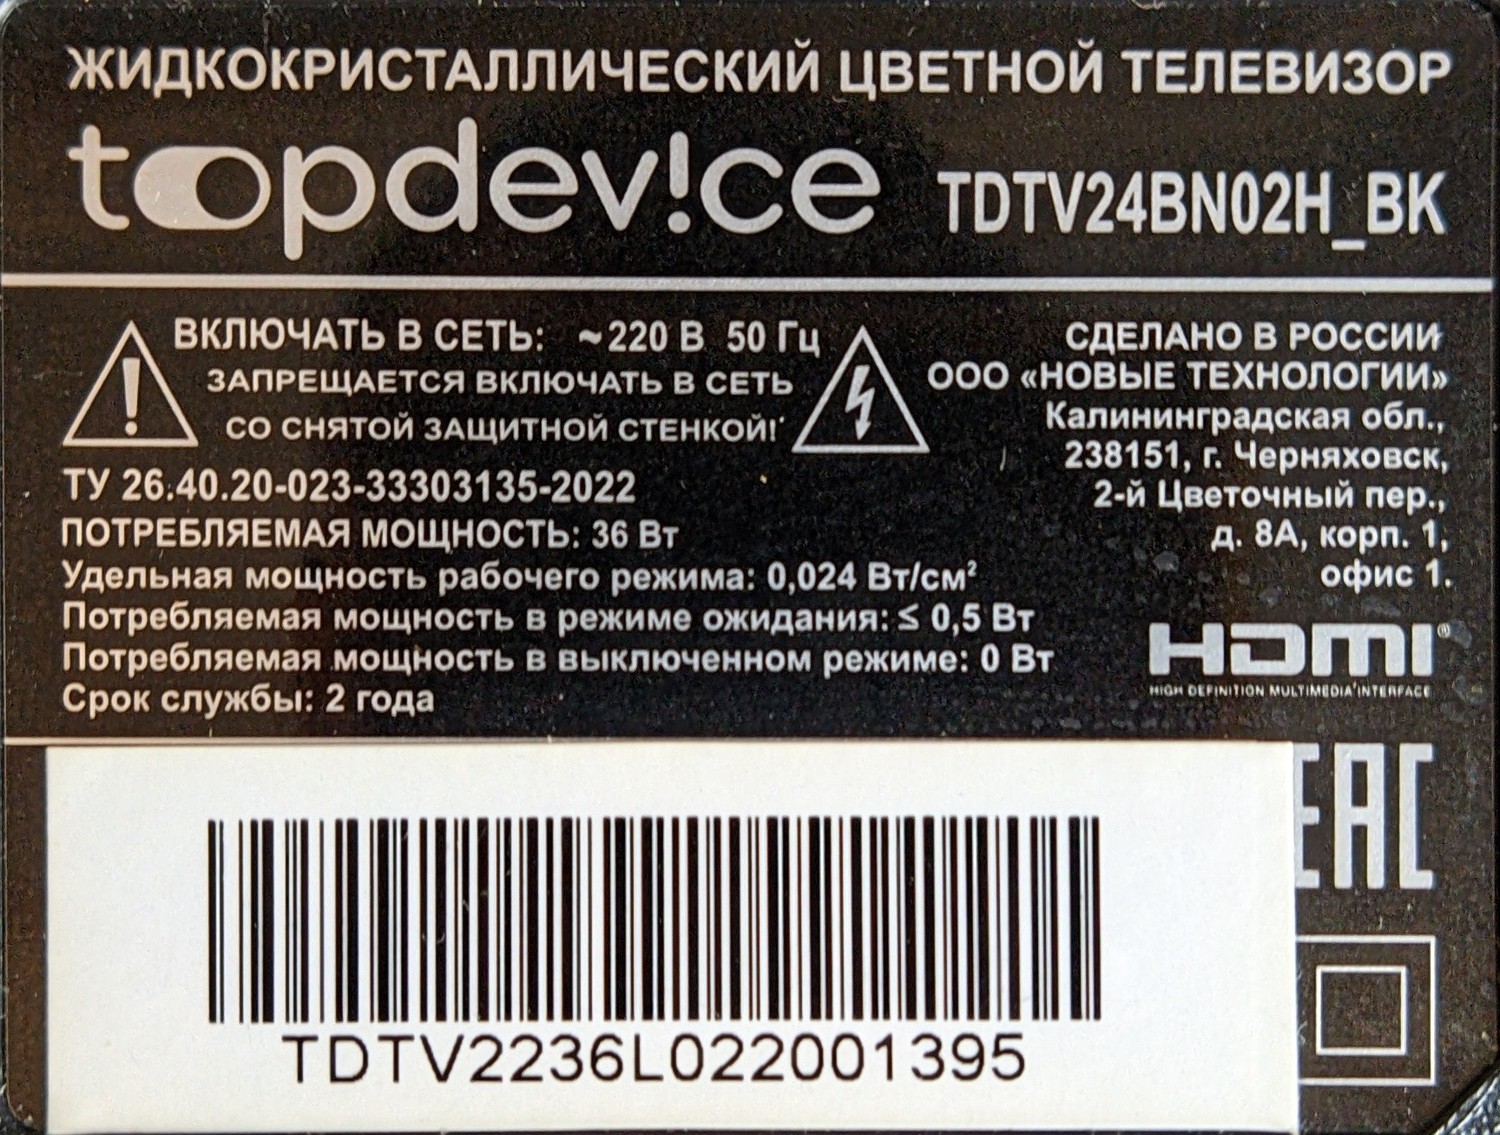 ЖИДКОКРИСТАЛЛИЧЕСКИЙ ЦВЕТНОЙ ТЕЛЕВИЗОР
topdev!ce TDTV24BN02H_BK
ВКЛЮЧАТЬ В СЕТЬ: ~220 В 50 Гц
ЗАПРЕЩАЕТСЯ ВКЛЮЧАТЬ В СЕТЬ
СО СНЯТОЙ ЗАЩИТНОЙ СТЕНКОЙ!
ТУ 26.40.20-023-33303135-2022
ПОТРЕБЛЯЕМАЯ МОЩНОСТЬ: 36 Вт
Удельная мощность рабочего режима: 0,024 Вт/см²
Потребляемая мощность в режиме ожидания: ≤ 0,5 Вт
Потребляемая мощность в выключенном режиме: 0 Вт
Срок службы: 2 года
СДЕЛАНО В РОССИИ
ООО «НОВЫЕ ТЕХНОЛОГИИ»
Калининградская обл.,
238151, г. Черняховск,
2-й Цветочный пер.,
д. 8А, корп. 1,
офис 1.
HDMI®
HIGH DEFINITION MULTIMEDIA INTERFACE
EAC
TDTV2236L022001395